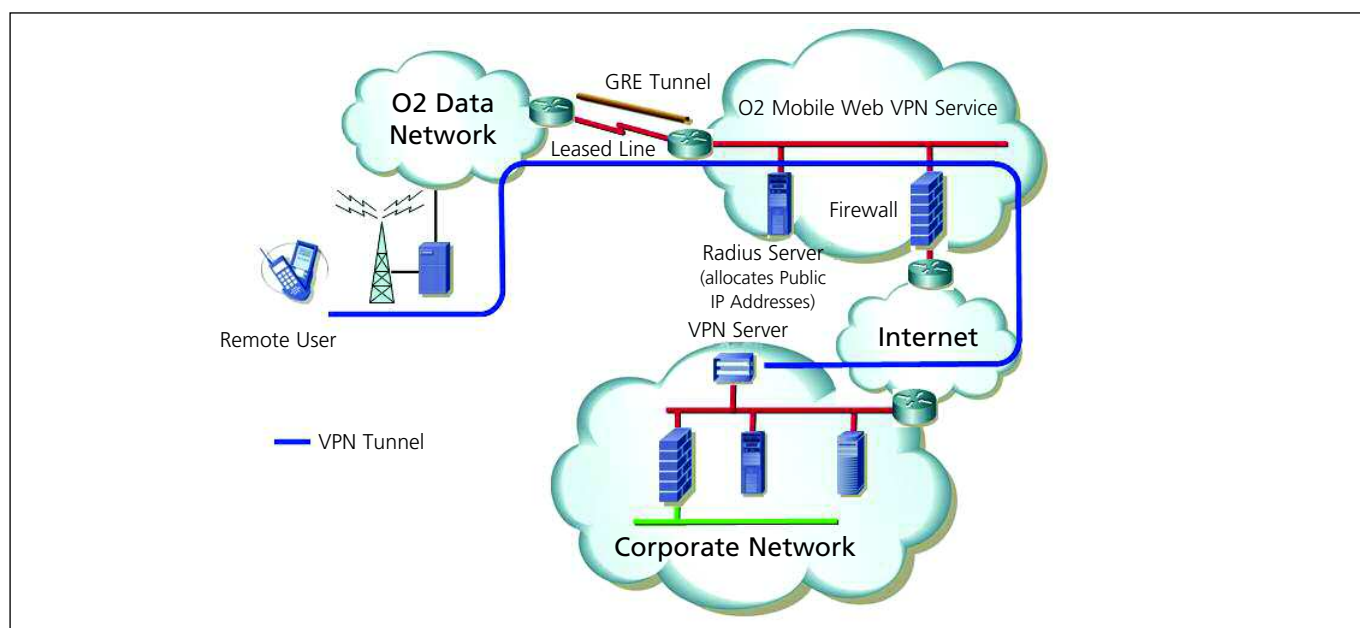 GRE Tunnel
O2 Data
Network
O2 Mobile Web VPN Service
Leased Line
Firewall
Radius Server
(allocates Public
IP Addresses)
Remote User
VPN Server
Internet
VPN Tunnel
Corporate Network